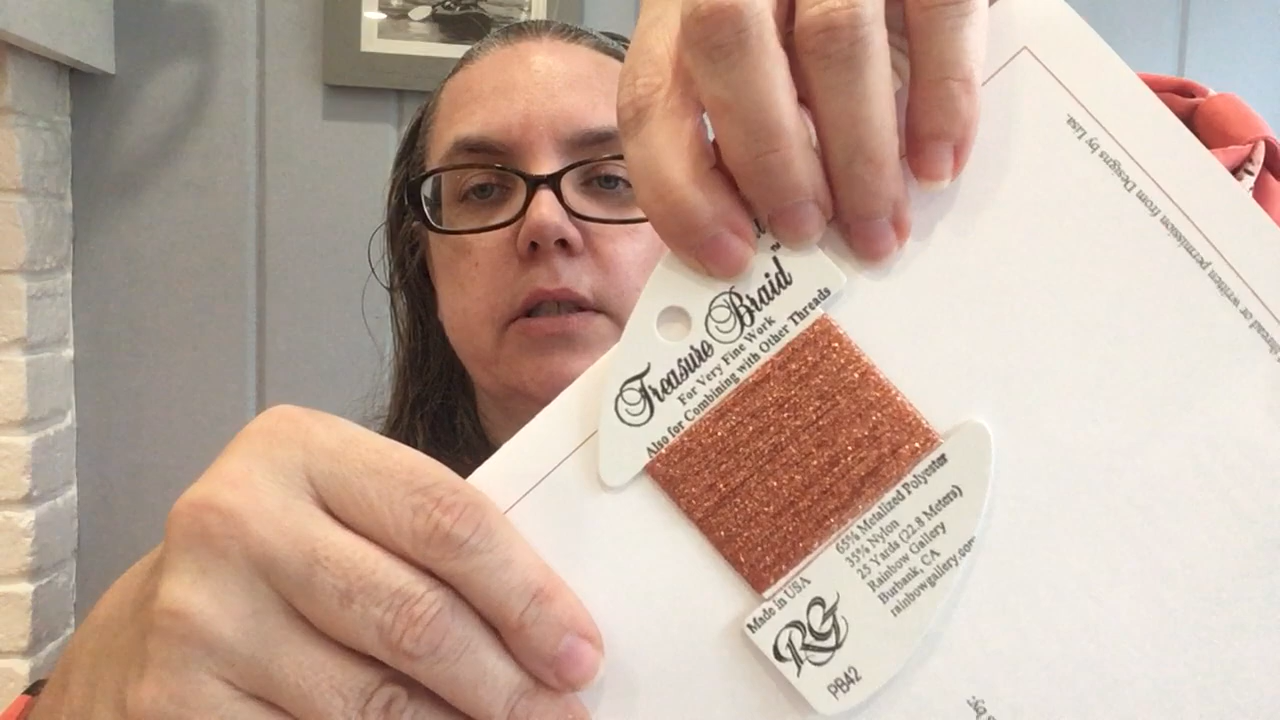 Treasure Braid™
For Very Fine Work
Also for Combining with Other Threads
65% Metalized Polyester
35% Nylon
25 Yards (22.8 Meters)
Rainbow Gallery
Burbank, CA
rainbowgallery.com
Made in USA
RG
PB42
or written permission from Designs by Lisa.
by